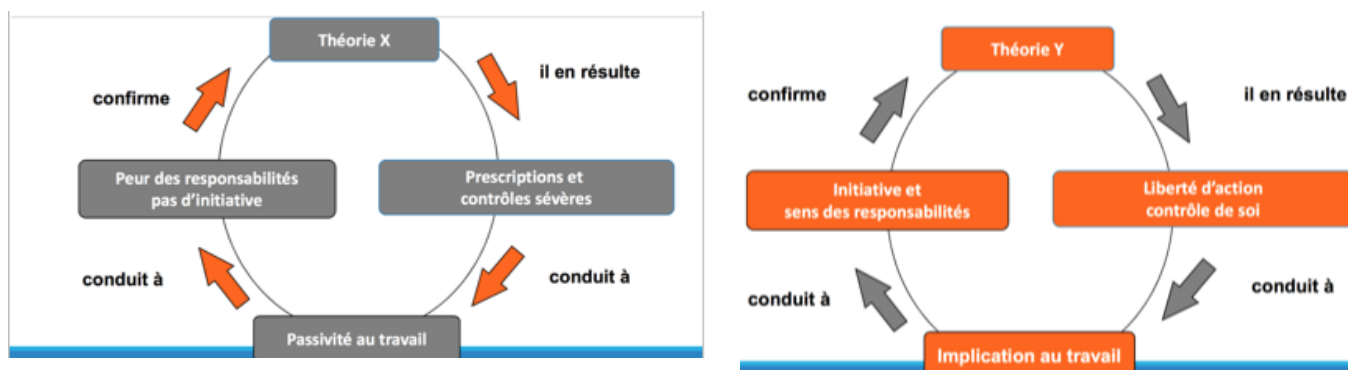 Théorie X
il en résulte
confirme
Peur des responsabilités
pas d'initiative
Prescriptions et
contrôles sévères
conduit à
conduit à
Passivité au travail
Théorie Y
confirme
il en résulte
Initiative et
sens des responsabilités
Liberté d'action
contrôle de soi
conduit à
conduit à
Implication au travail